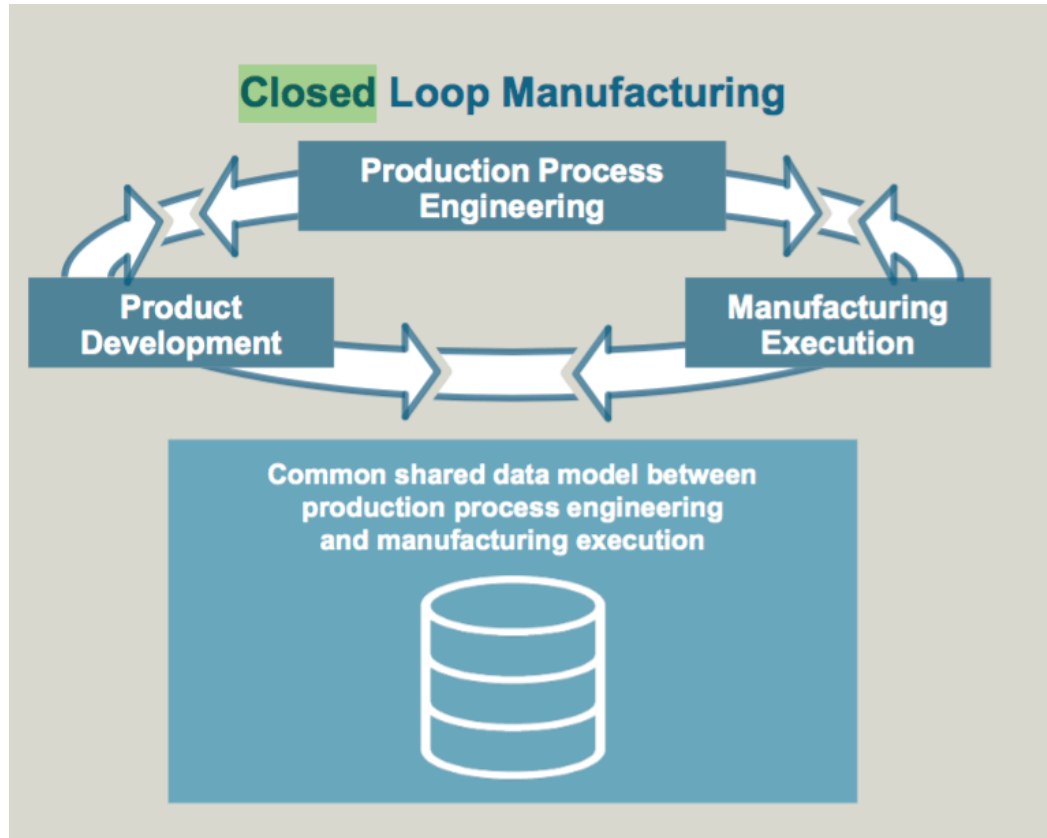 Closed Loop Manufacturing
Production Process
Engineering
Product
Development
Manufacturing
Execution
Common shared data model between
production process engineering
and manufacturing execution